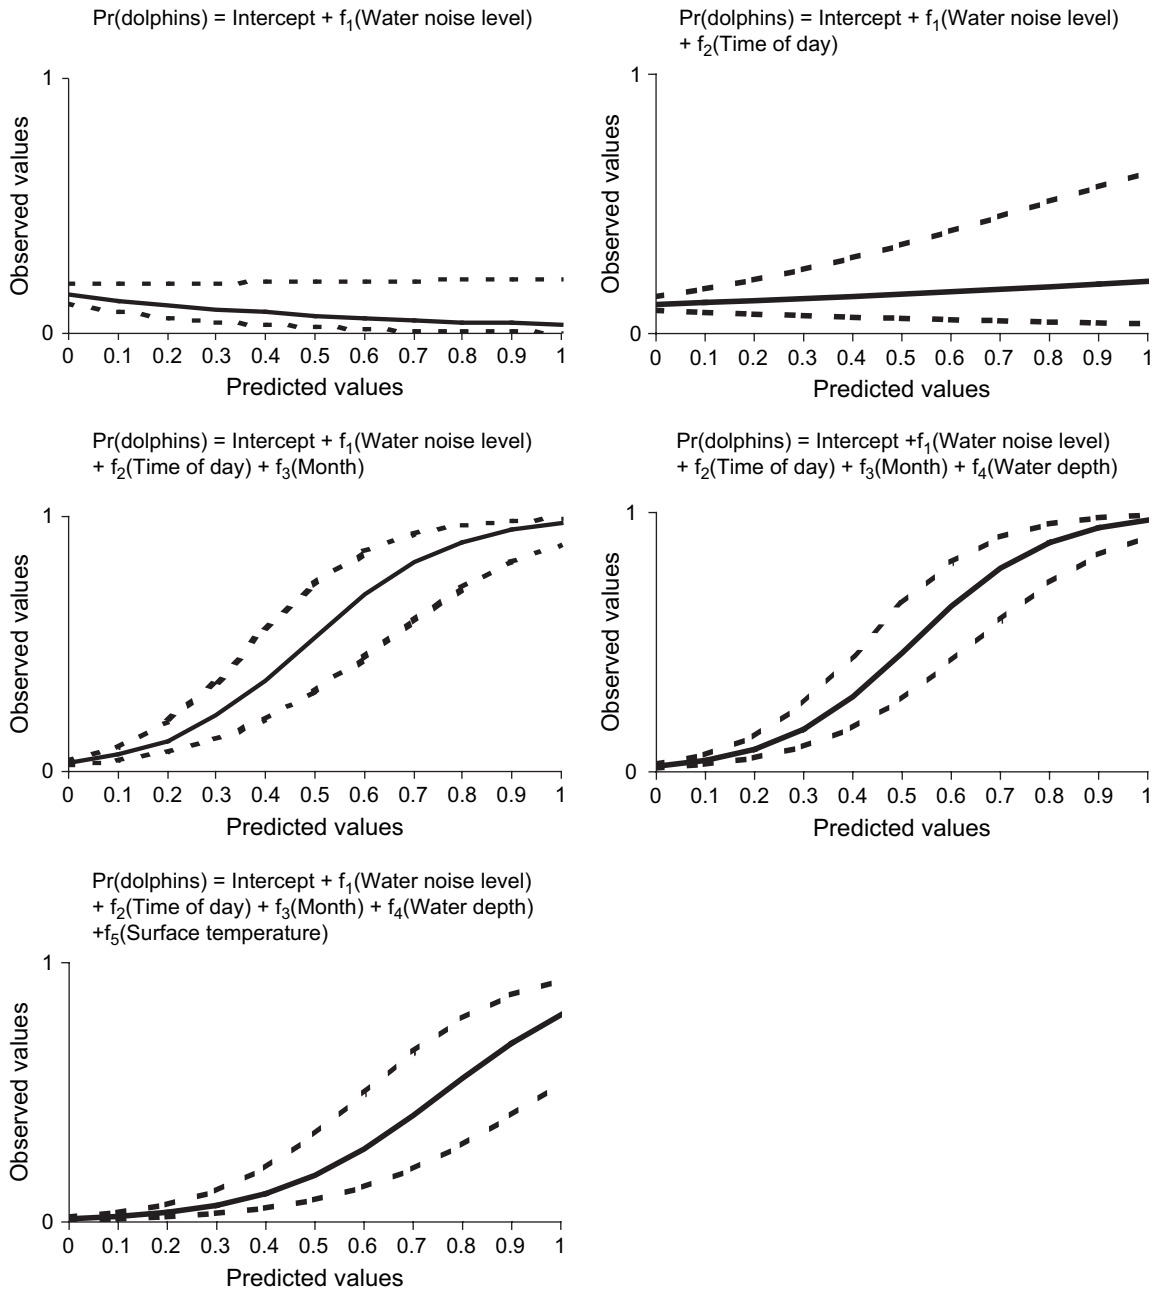 Pr(dolphins) = Intercept + f1(Water noise level)
1
Observed values
0
0 0.1 0.2 0.3 0.4 0.5 0.6 0.7 0.8 0.9 1
Predicted values
Pr(dolphins) = Intercept + f1(Water noise level)
+ f2(Time of day)
1
Observed values
0
0 0.1 0.2 0.3 0.4 0.5 0.6 0.7 0.8 0.9 1
Predicted values
Pr(dolphins) = Intercept + f1(Water noise level)
+ f2(Time of day) + f3(Month)
1
Observed values
0
0 0.1 0.2 0.3 0.4 0.5 0.6 0.7 0.8 0.9 1
Predicted values
Pr(dolphins) = Intercept +f1(Water noise level)
+ f2(Time of day) + f3(Month) + f4(Water depth)
1
Observed values
0
0 0.1 0.2 0.3 0.4 0.5 0.6 0.7 0.8 0.9 1
Predicted values
Pr(dolphins) = Intercept + f1(Water noise level)
+ f2(Time of day) + f3(Month) + f4(Water depth)
+f5(Surface temperature)
1
Observed values
0
0 0.1 0.2 0.3 0.4 0.5 0.6 0.7 0.8 0.9 1
Predicted values